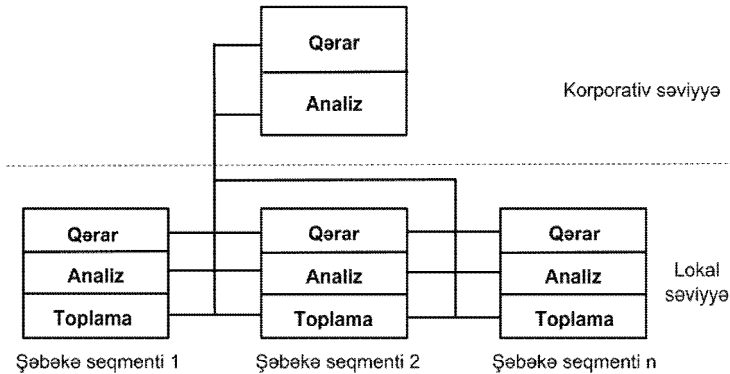 Qərar
Analiz
Korporativ səviyyə
Qərar
Analiz
Toplama
Şəbəkə seqmenti 1
Qərar
Analiz
Toplama
Şəbəkə seqmenti 2
Qərar
Analiz
Toplama
Şəbəkə seqmenti n
Lokal
səviyyə